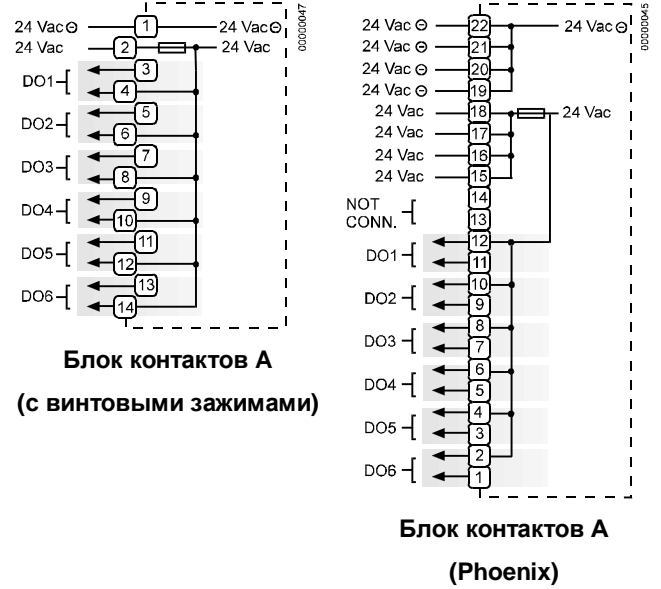 24 Vac⊖ 1 24 Vac⊖
24 Vac 2 24 Vac
00000047
DO1 3
4
DO2 5
6
DO3 7
8
DO4 9
10
DO5 11
12
DO6 13
14
Блок контактов А
(с винтовыми зажимами)
24 Vac ⊖ 22 24 Vac⊖
24 Vac ⊖ 21
24 Vac ⊖ 20
24 Vac ⊖ 19
24 Vac 18 24 Vac
24 Vac 17
24 Vac 16
24 Vac 15
00000045
NOT 14
CONN. 13
DO1 12
11
DO2 10
9
DO3 8
7
DO4 6
5
DO5 4
3
DO6 2
1
Блок контактов А
(Phoenix)